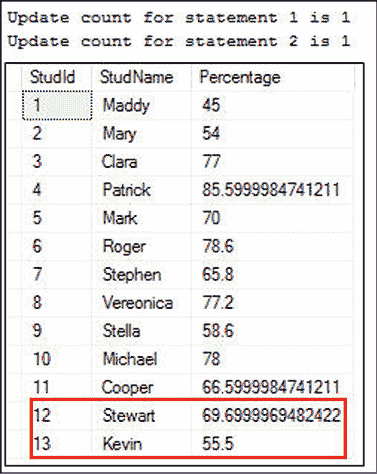 Update count for statement 1 is 1
Update count for statement 2 is 1
StudId StudName Percentage
1 Maddy 45
2 Mary 54
3 Clara 77
4 Patrick 85.5999984741211
5 Mark 70
6 Roger 78.6
7 Stephen 65.8
8 Vereonica 77.2
9 Stella 58.6
10 Michael 78
11 Cooper 66.5999984741211
12 Stewart 69.6999969482422
13 Kevin 55.5